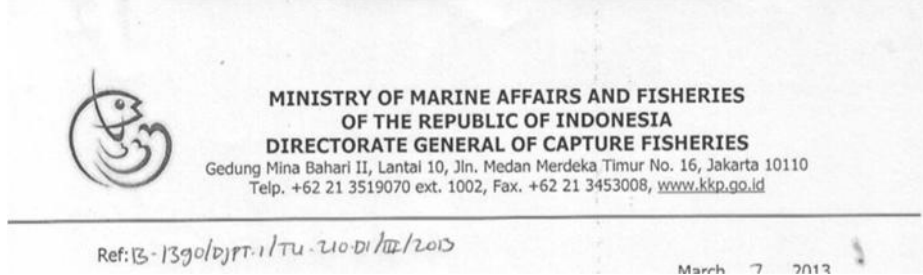 MINISTRY OF MARINE AFFAIRS AND FISHERIES
OF THE REPUBLIC OF INDONESIA
DIRECTORATE GENERAL OF CAPTURE FISHERIES
Gedung Mina Bahari II, Lantai 10, Jln. Medan Merdeka Timur No. 16, Jakarta 10110
Telp. +62 21 3519070 ext. 1002, Fax. +62 21 3453008, www.kkp.go.id
Ref: B-1390/DJPT.1/TU-210.D1/III/2013
March 7 2013